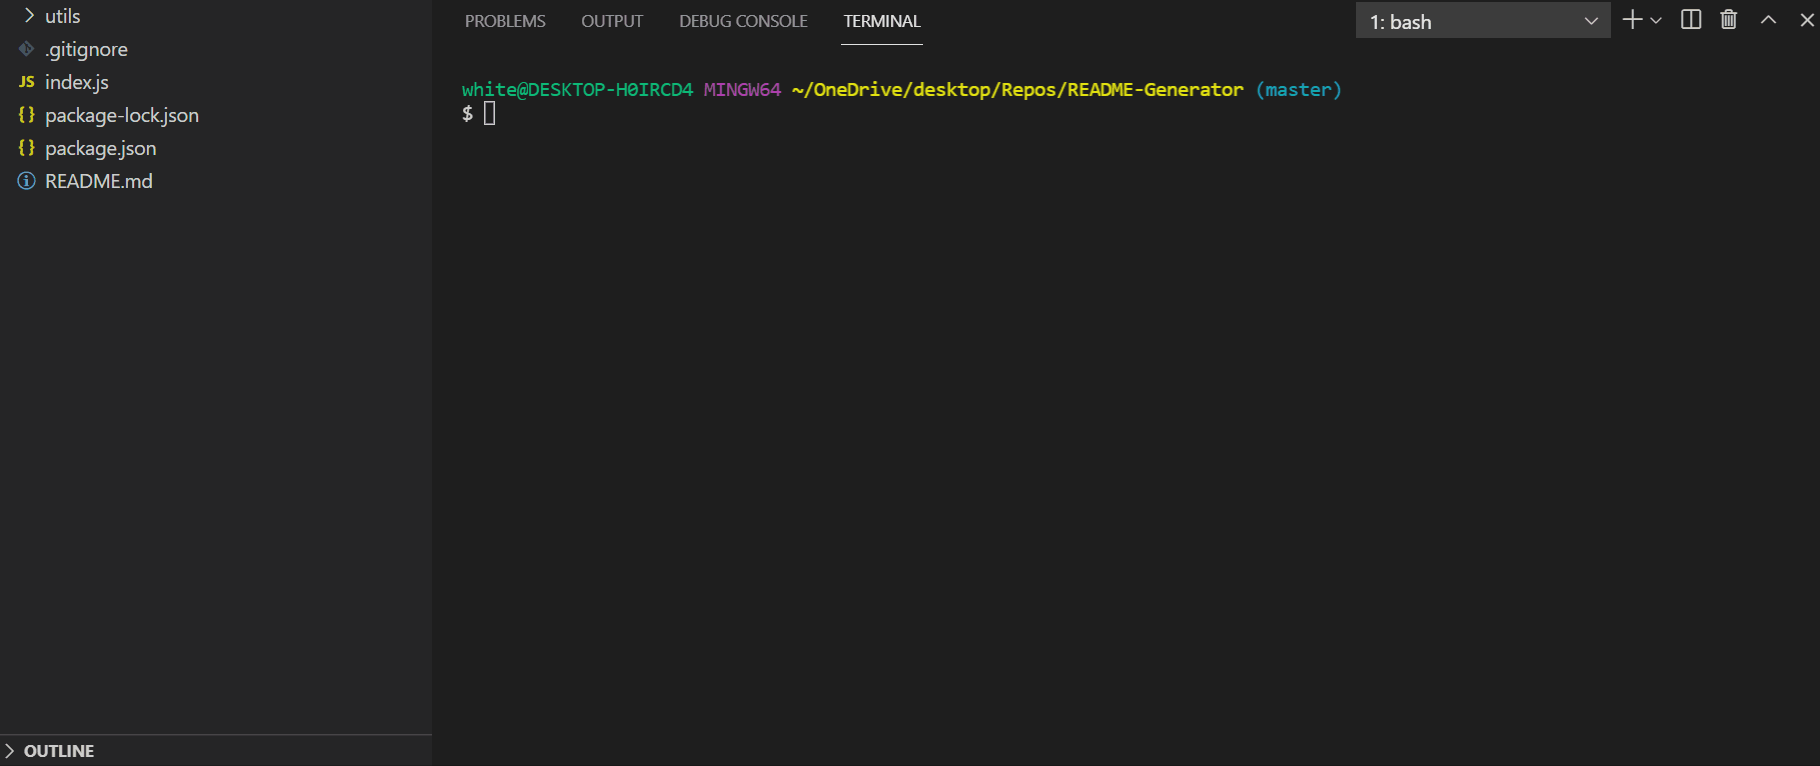 utils
.gitignore
JS index.js
{} package-lock.json
{} package.json
README.md
OUTLINE
PROBLEMS OUTPUT DEBUG CONSOLE TERMINAL 1: bash
white@DESKTOP-H0IRCD4 MINGW64 ~/OneDrive/desktop/Repos/README-Generator (master)
$